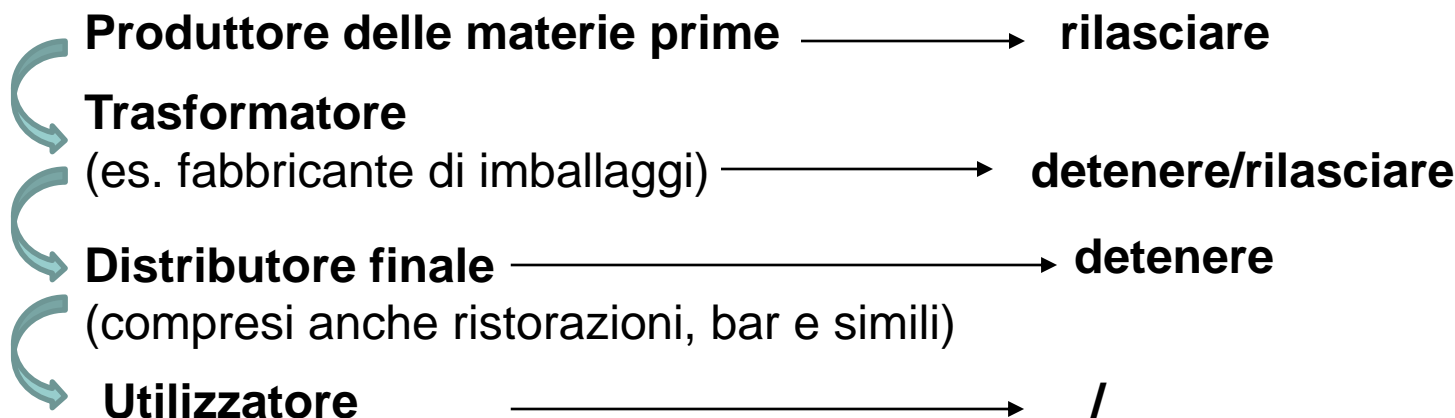 Produttore delle materie prime rilasciare
Trasformatore
(es. fabbricante di imballaggi) detenere/rilasciare
Distributore finale detenere
(compresi anche ristorazioni, bar e simili)
Utilizzatore /